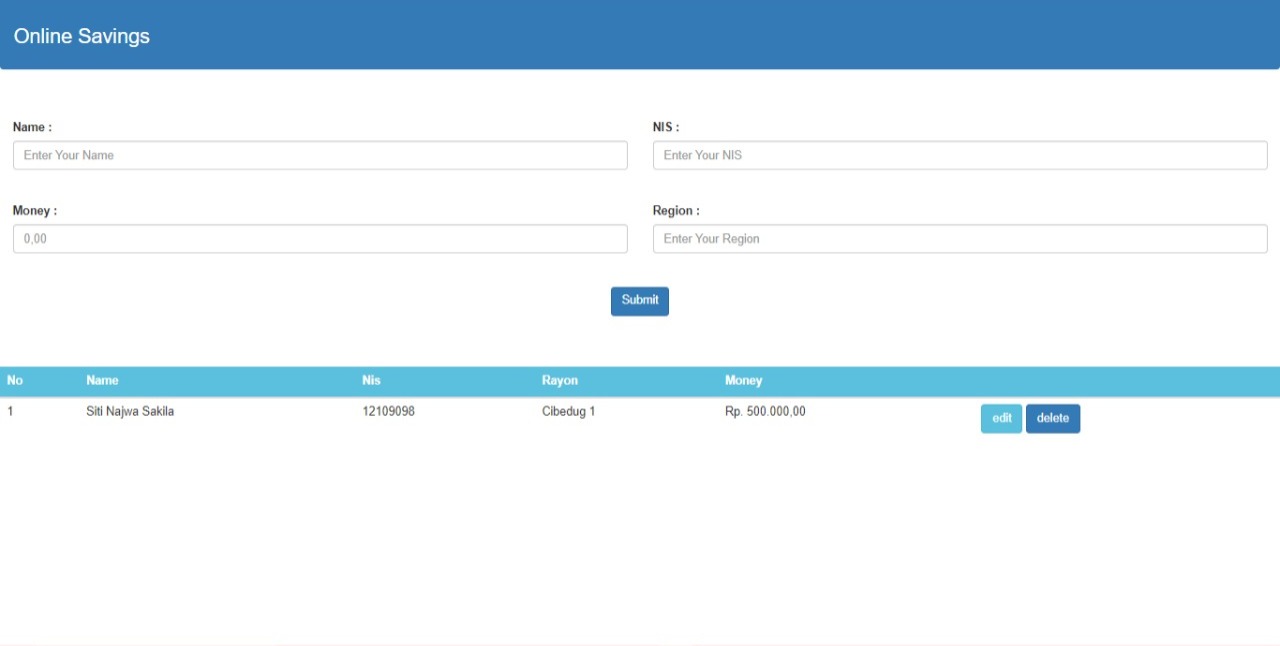 Online Savings
Name : NIS :
Enter Your Name Enter Your NIS
Money : Region :
0,00 Enter Your Region
Submit
No Name Nis Rayon Money
1 Siti Najwa Sakila 12109098 Cibedug 1 Rp. 500.000,00 edit delete